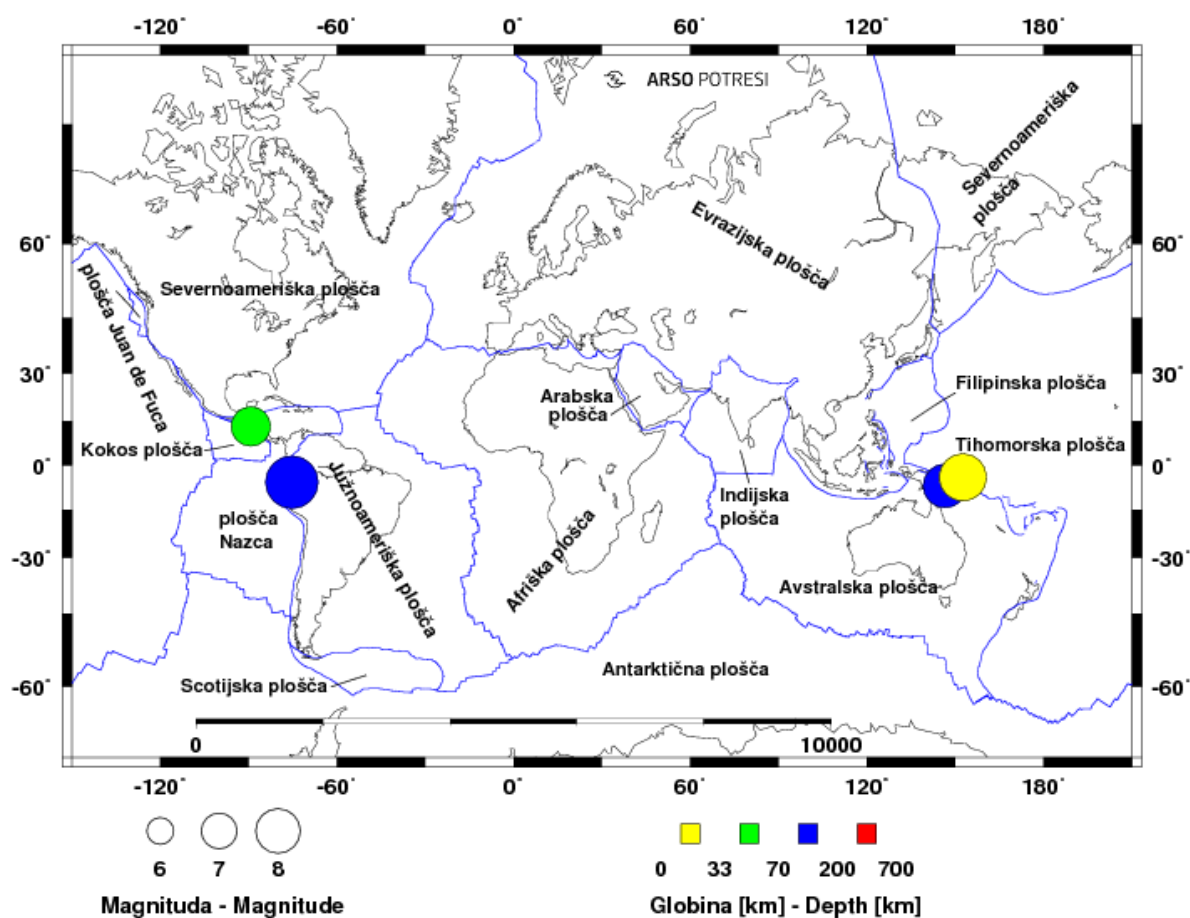 -120° -60° 0° 60° 120° 180°
ARSO POTRESI
Severnoameriška
plošča
Evrazijska plošča
60° 60°
Severnoameriška plošča
plošča Juan de Fuca
30° 30°
Filipinska plošča
Arabska
plošča
Kokos plošča
Tihomorska plošča
0° 0°
Južnoameriška plošča
Indijska
plošča
plošča
Nazca
Afriška plošča
-30° -30°
Avstralska plošča
Antarktična plošča
Scotijska plošča
-60° -60°
0 10000
-120° -60° 0° 60° 120° 180°
6 7 8
0 33 70 200 700
Magnituda - Magnitude
Globina [km] - Depth [km]